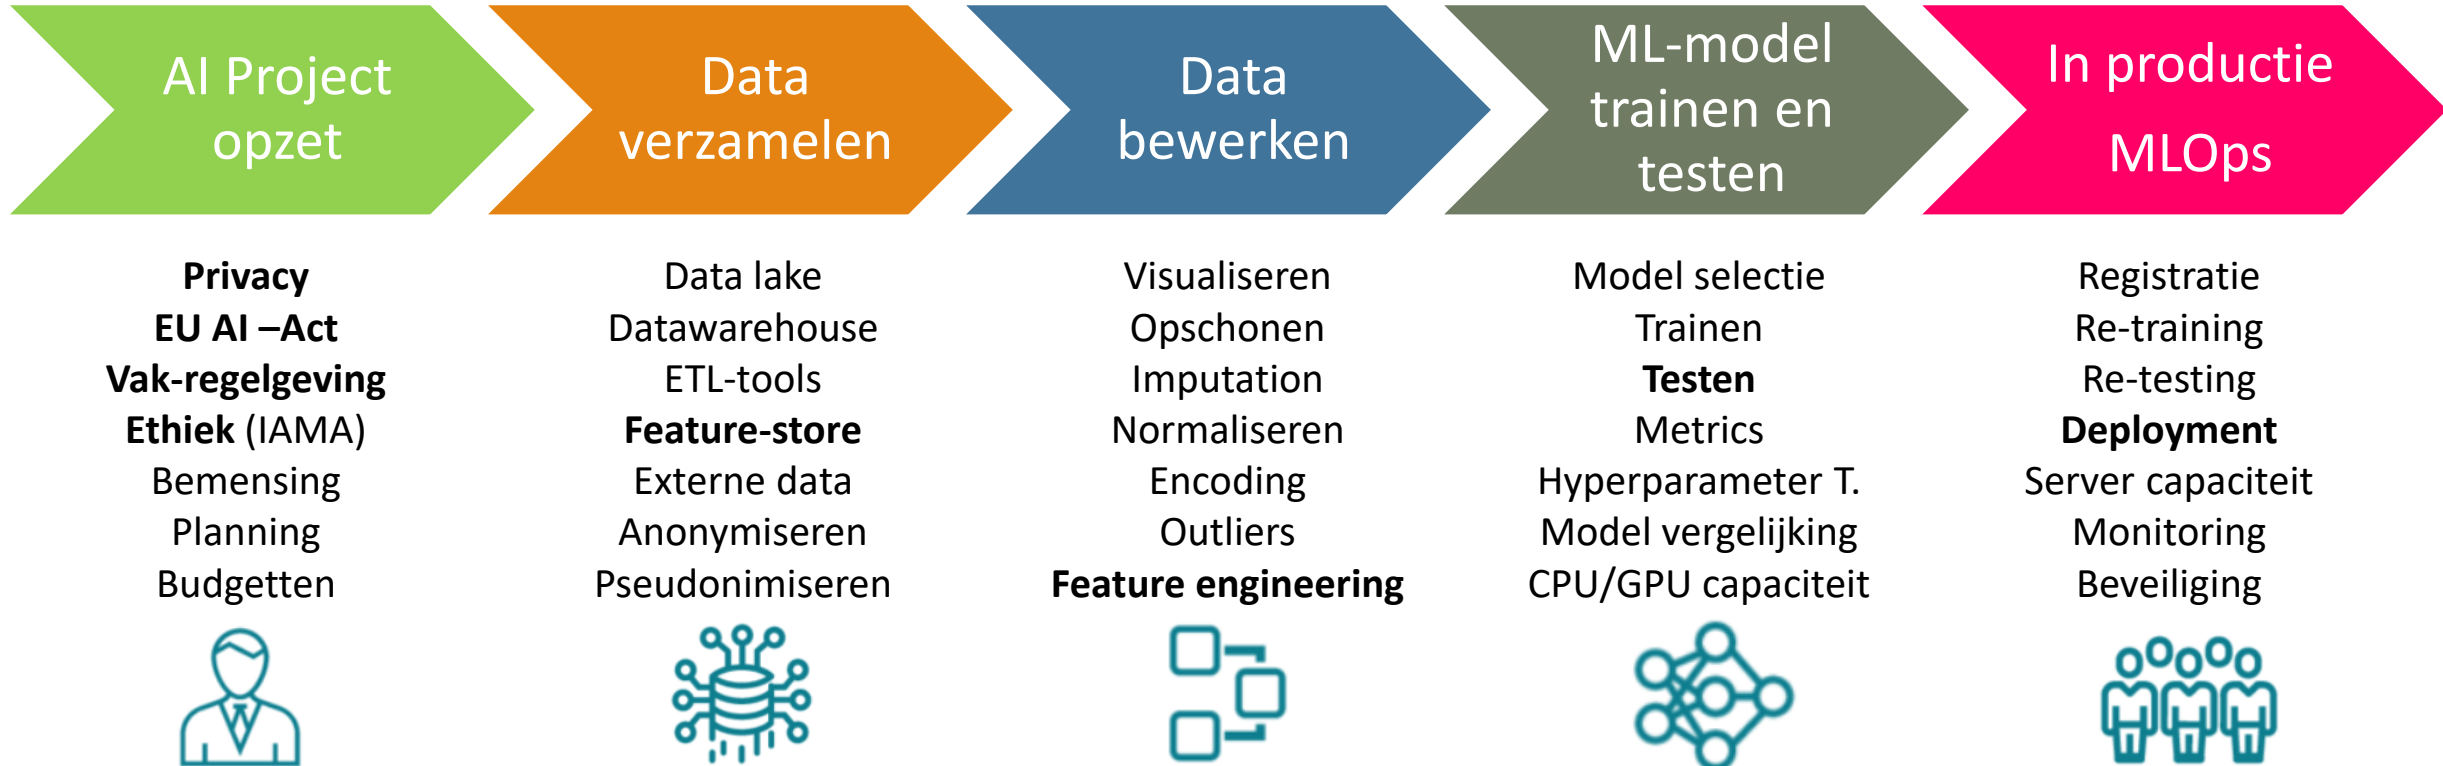 AI Project
opzet
Data
verzamelen
Data
bewerken
ML-model
trainen en
testen
In productie
MLOps
Privacy
EU AI –Act
Vak-regelgeving
Ethiek (IAMA)
Bemensing
Planning
Budgetten
Data lake
Datawarehouse
ETL-tools
Feature-store
Externe data
Anonymiseren
Pseudonimiseren
Visualiseren
Opschonen
Imputation
Normaliseren
Encoding
Outliers
Feature engineering
Model selectie
Trainen
Testen
Metrics
Hyperparameter T.
Model vergelijking
CPU/GPU capaciteit
Registratie
Re-training
Re-testing
Deployment
Server capaciteit
Monitoring
Beveiliging